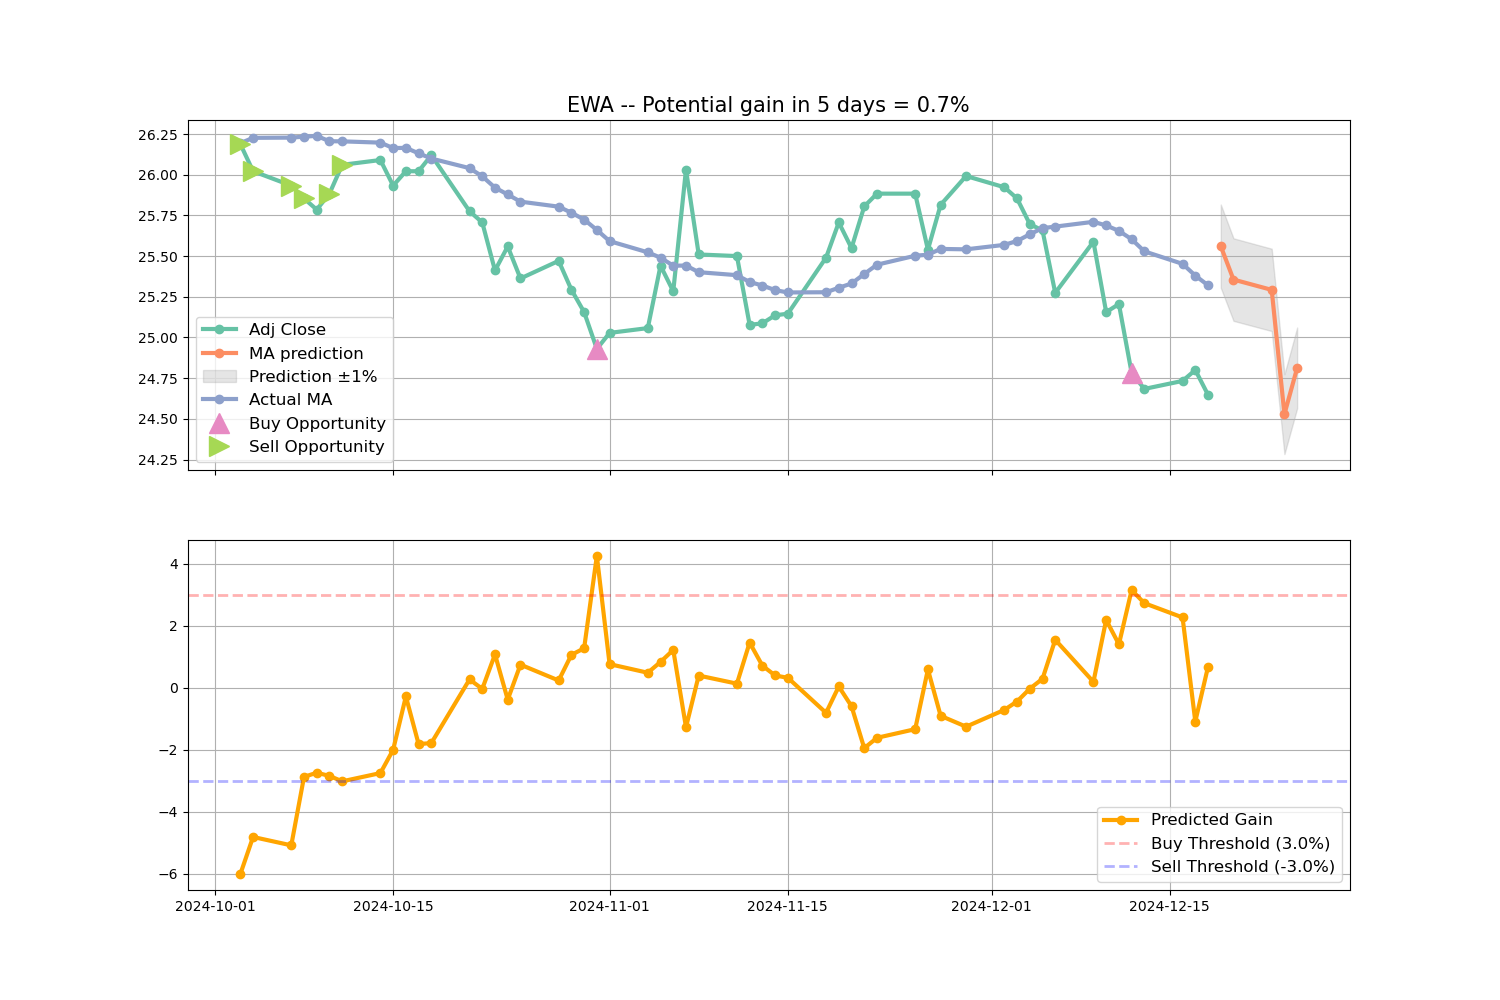 EWA -- Potential gain in 5 days = 0.7%
26.25
26.00
25.75
25.50
25.25
25.00
24.75
24.50
24.25
Adj Close
MA prediction
Prediction ±1%
Actual MA
Buy Opportunity
Sell Opportunity
4
2
0
−2
−4
−6
Predicted Gain
Buy Threshold (3.0%)
Sell Threshold (-3.0%)
2024-10-01 2024-10-15 2024-11-01 2024-11-15 2024-12-01 2024-12-15